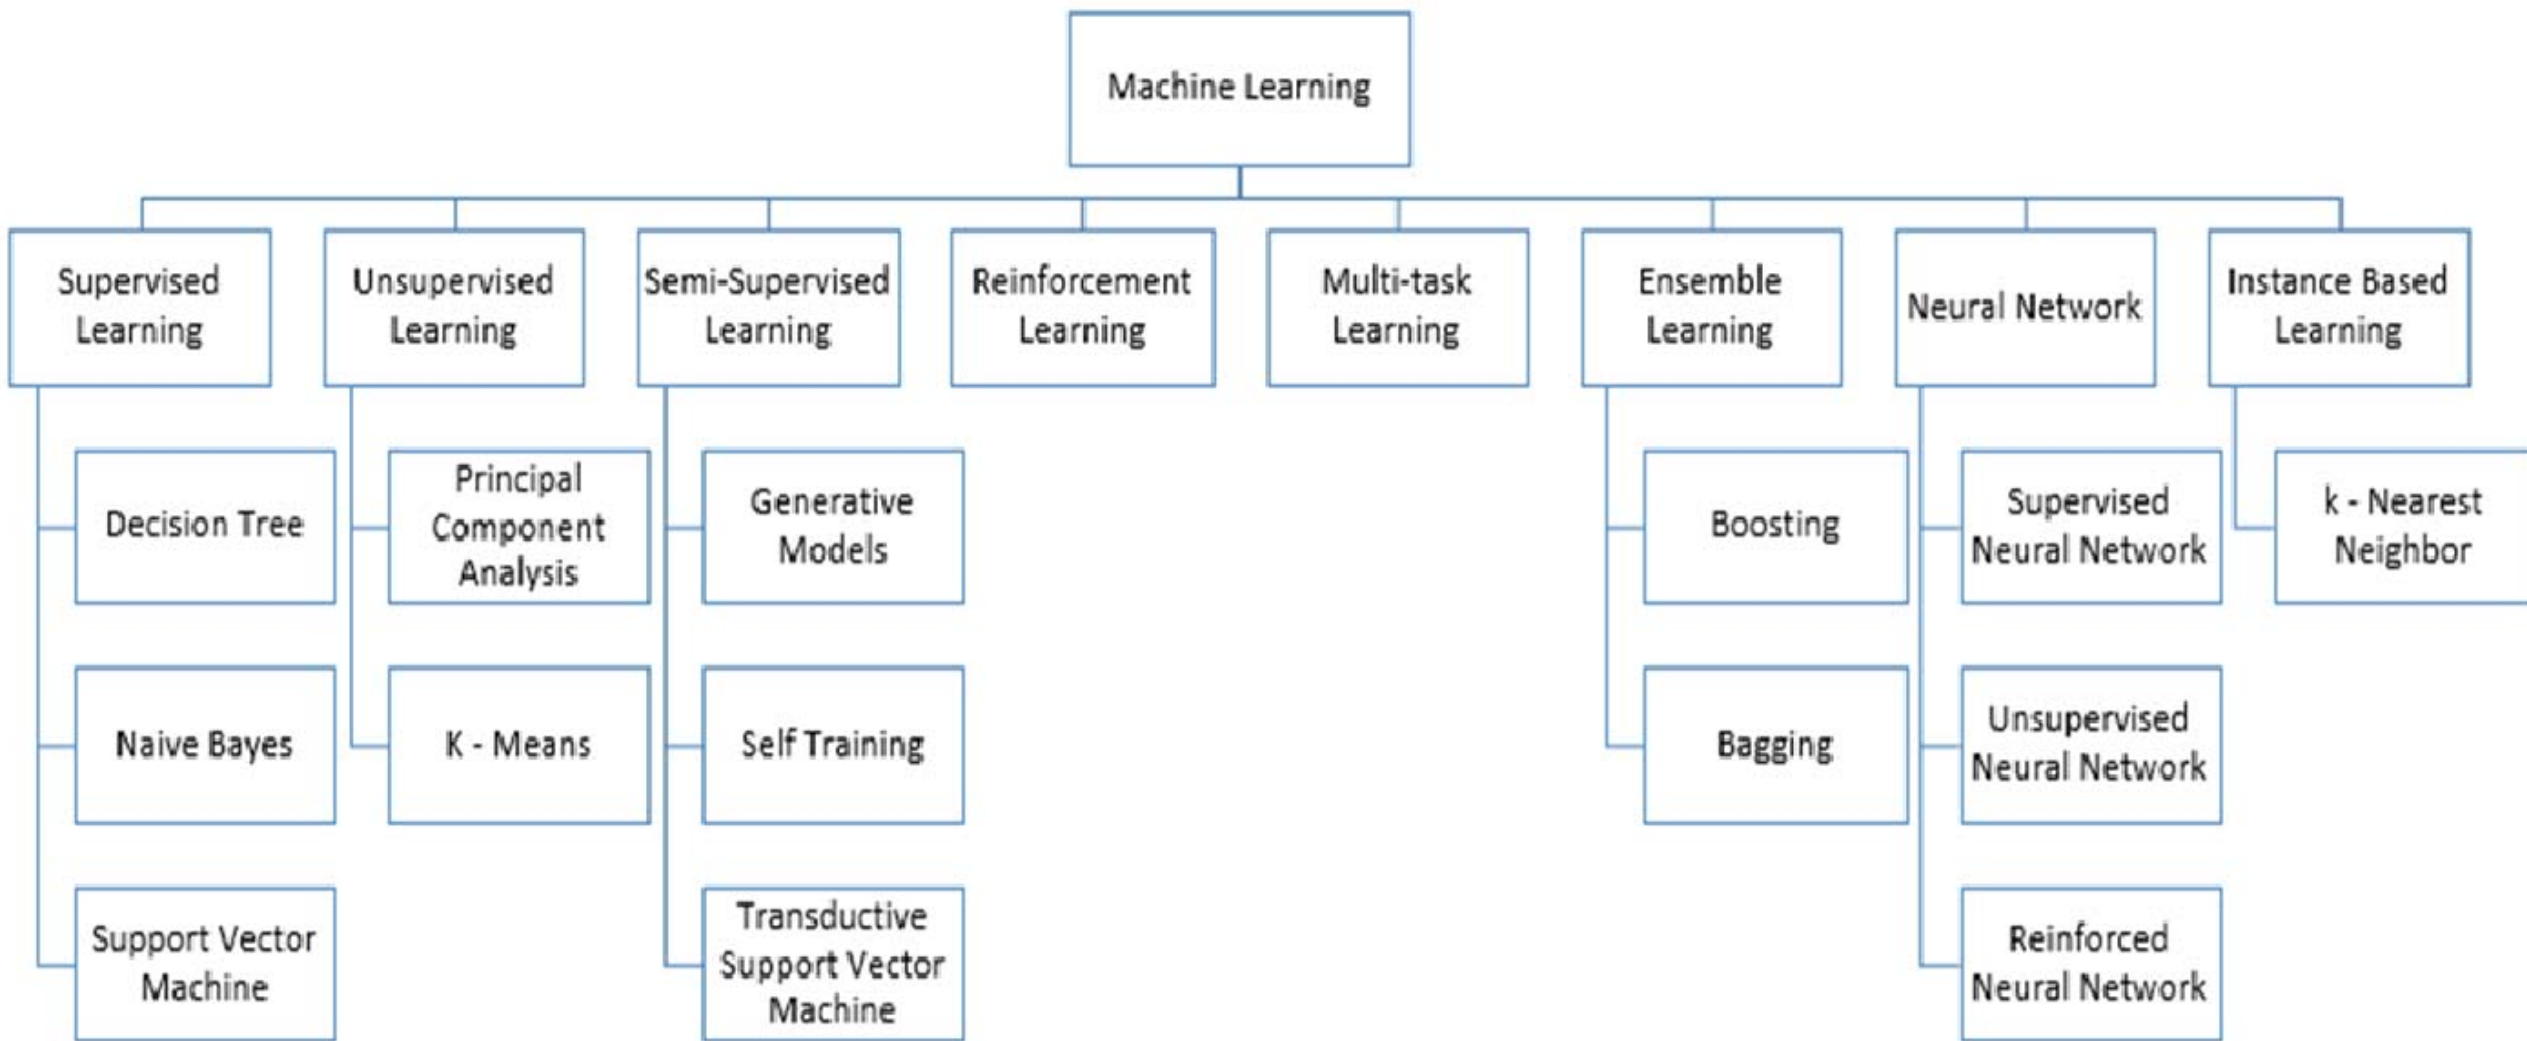 Machine Learning
Supervised
Learning
Unsupervised
Learning
Semi-Supervised
Learning
Reinforcement
Learning
Multi-task
Learning
Ensemble
Learning
Neural Network
Instance Based
Learning
Decision Tree
Principal
Component
Analysis
Generative
Models
Boosting
Supervised
Neural Network
k - Nearest
Neighbor
Naive Bayes
K - Means
Self Training
Bagging
Unsupervised
Neural Network
Support Vector
Machine
Transductive
Support Vector
Machine
Reinforced
Neural Network